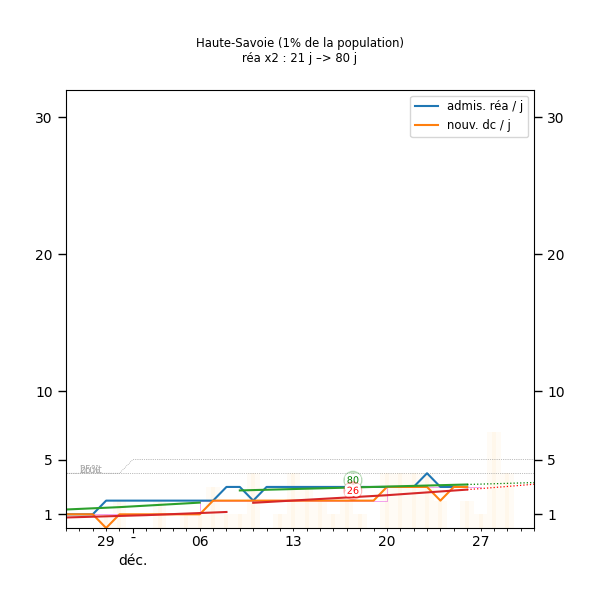 Haute-Savoie (1% de la population)
réa x2 : 21 j –> 80 j
admis. réa / j
nouv. dc / j
30 30
20 20
10 10
5 5
80
26
1 1
29 - 06 13 20 27
déc.